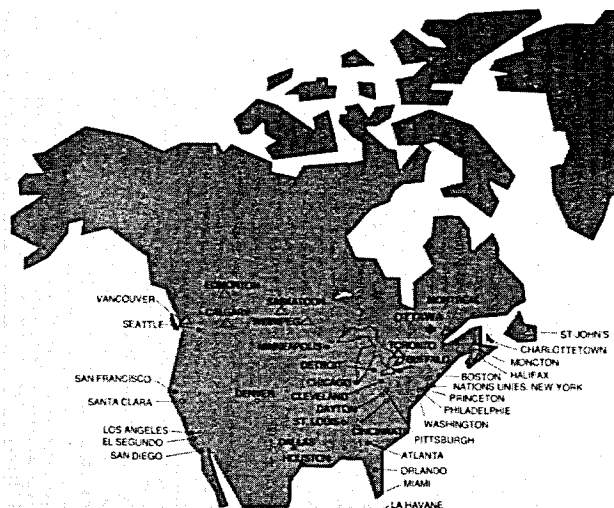 EDMONTON
VANCOUVER
CALGARY
SASKATOON
WINNIPEG
SEATTLE
MONTRÉAL
OTTAWA
ST JOHN'S
MINNEAPOLIS
TORONTO
CHARLOTTETOWN
BUFFALO
MONCTON
DETROIT
HALIFAX
SAN FRANCISCO
CHICAGO
BOSTON
DENVER
CLEVELAND
NATIONS UNIES, NEW YORK
SANTA CLARA
PRINCETON
DAYTON
PHILADELPHIE
ST. LOUIS
WASHINGTON
LOS ANGELES
CINCINNATI
EL SEGUNDO
DALLAS
PITTSBURGH
SAN DIEGO
HOUSTON
ATLANTA
ORLANDO
MIAMI
LA HAVANE